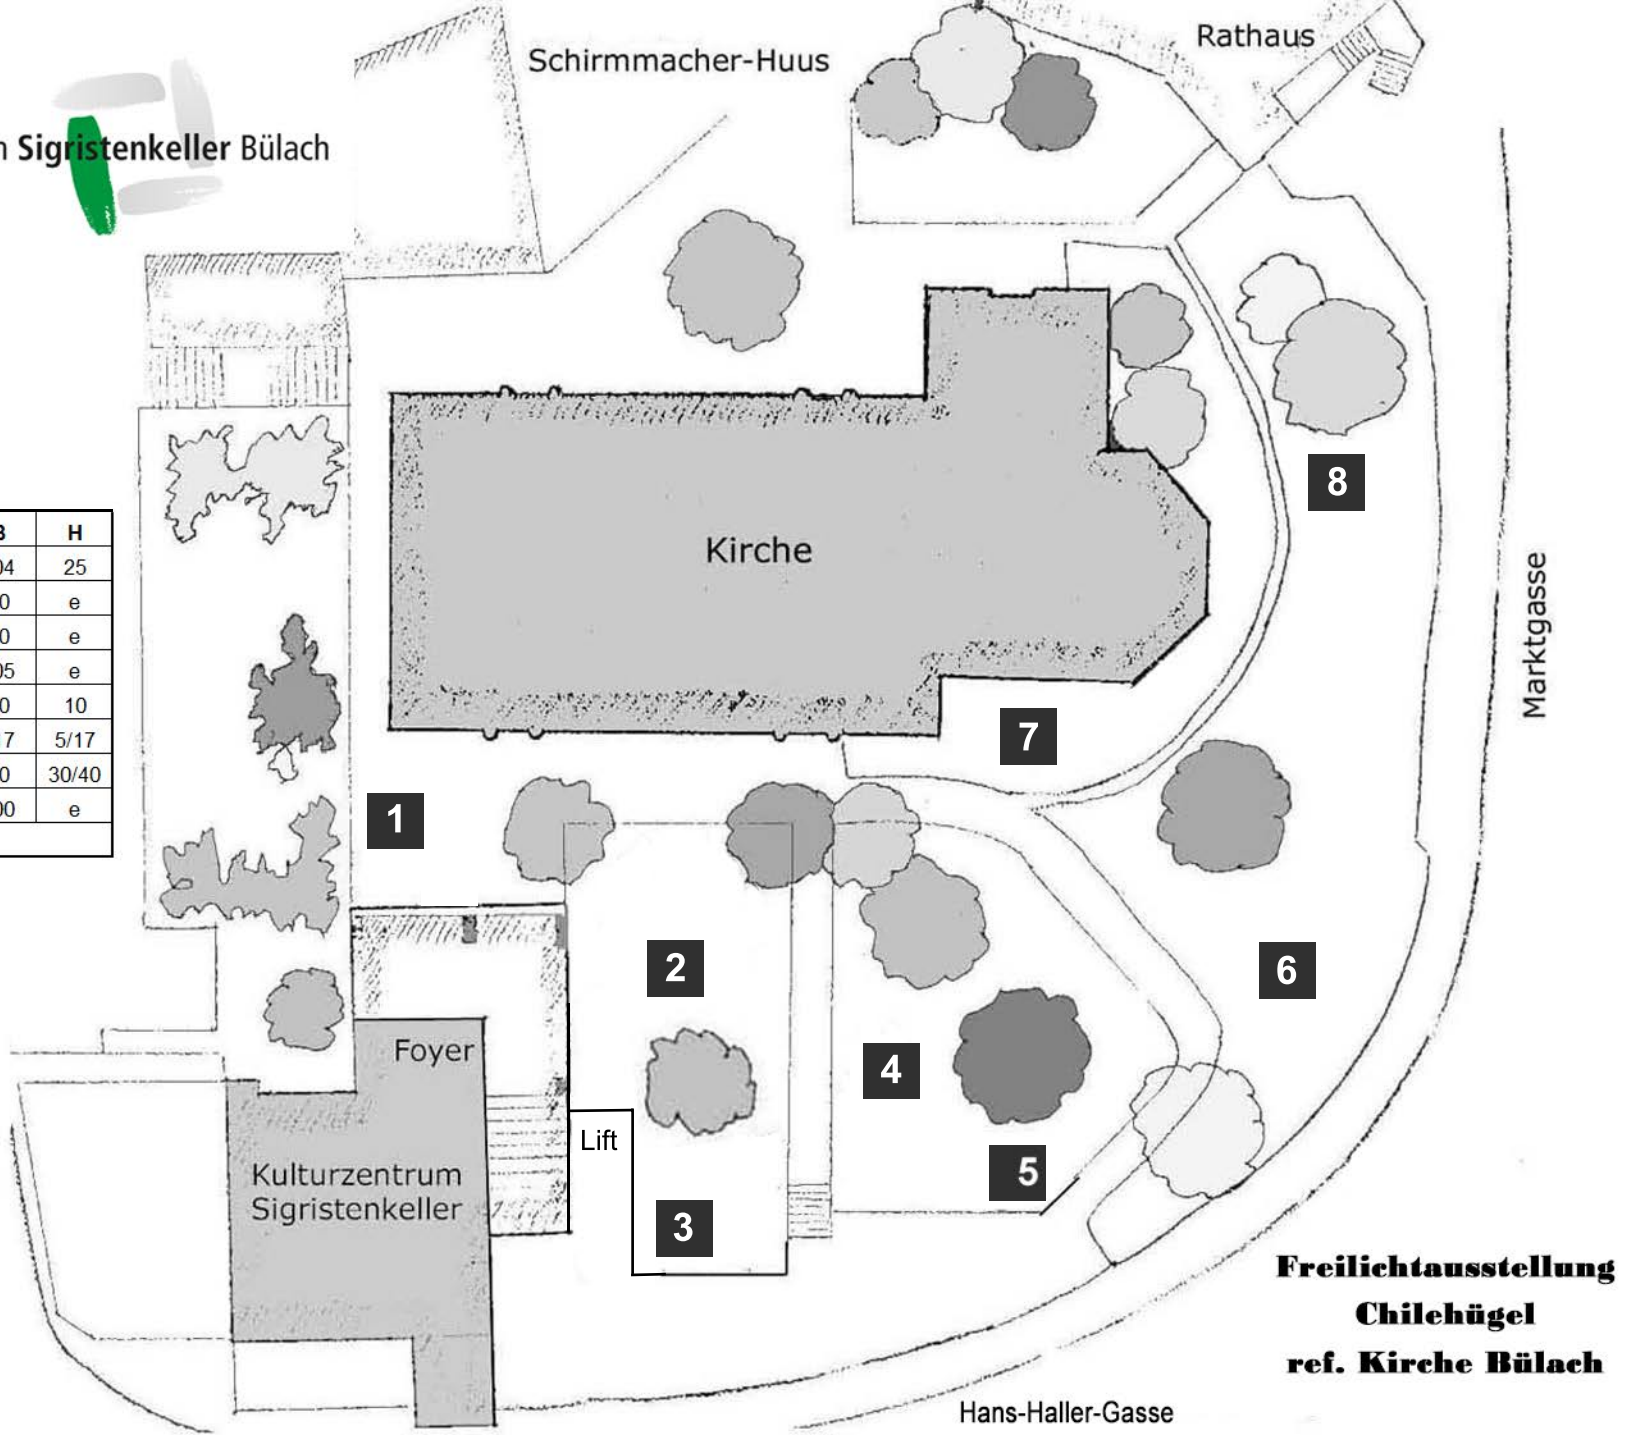 Schirmmacher-Huus
Rathaus
Sigristenkeller Bülach
H
25
e
e
e
10
5/17
30/40
e
Kirche
Marktgasse
8
7
1
2
6
Foyer
4
Lift
5
Kulturzentrum
Sigristenkeller
3
Freilichtausstellung
Chilehügel
ref. Kirche Bülach
Hans-Haller-Gasse